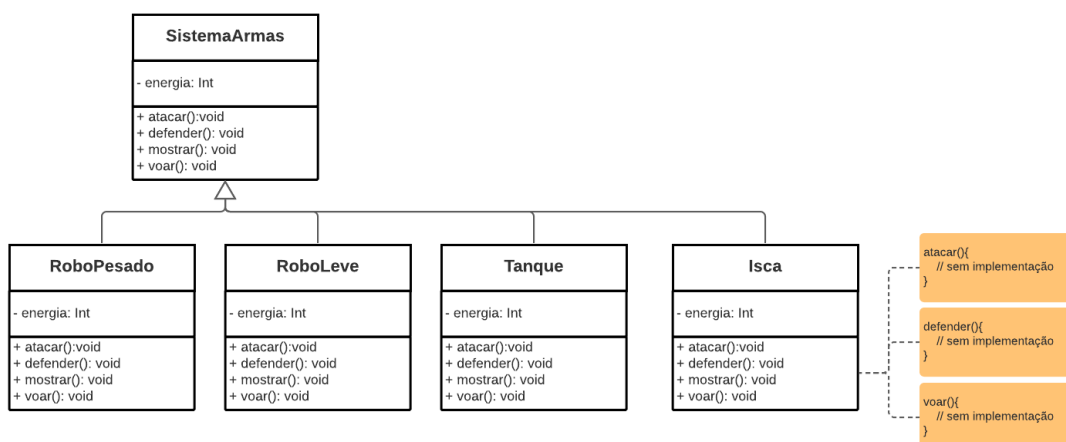 SistemaArmas
- energia: Int
+ atacar():void
+ defender(): void
+ mostrar(): void
+ voar(): void
RoboPesado
- energia: Int
+ atacar():void
+ defender(): void
+ mostrar(): void
+ voar(): void
RoboLeve
- energia: Int
+ atacar():void
+ defender(): void
+ mostrar(): void
+ voar(): void
Tanque
- energia: Int
+ atacar():void
+ defender(): void
+ mostrar(): void
+ voar(): void
Isca
- energia: Int
+ atacar():void
+ defender(): void
+ mostrar(): void
+ voar(): void
atacar(){
// sem implementação
}
defender(){
// sem implementação
}
voar(){
// sem implementação
}